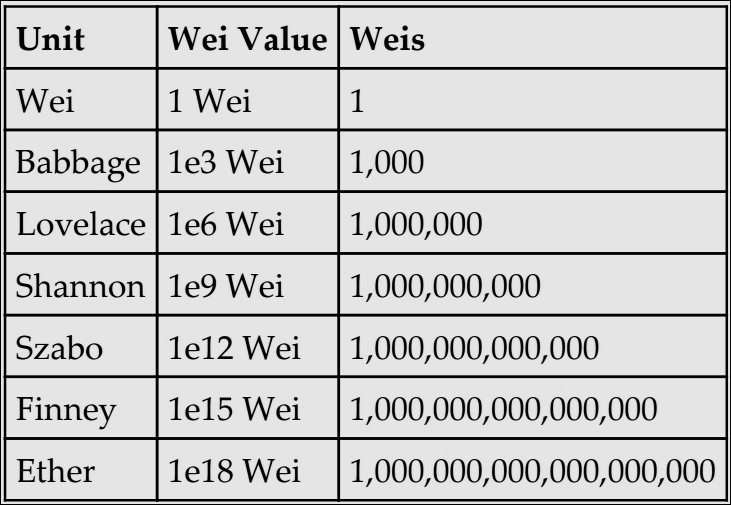 Unit Wei Value Weis
Wei 1 Wei 1
Babbage 1e3 Wei 1,000
Lovelace 1e6 Wei 1,000,000
Shannon 1e9 Wei 1,000,000,000
Szabo 1e12 Wei 1,000,000,000,000
Finney 1e15 Wei 1,000,000,000,000,000
Ether 1e18 Wei 1,000,000,000,000,000,000